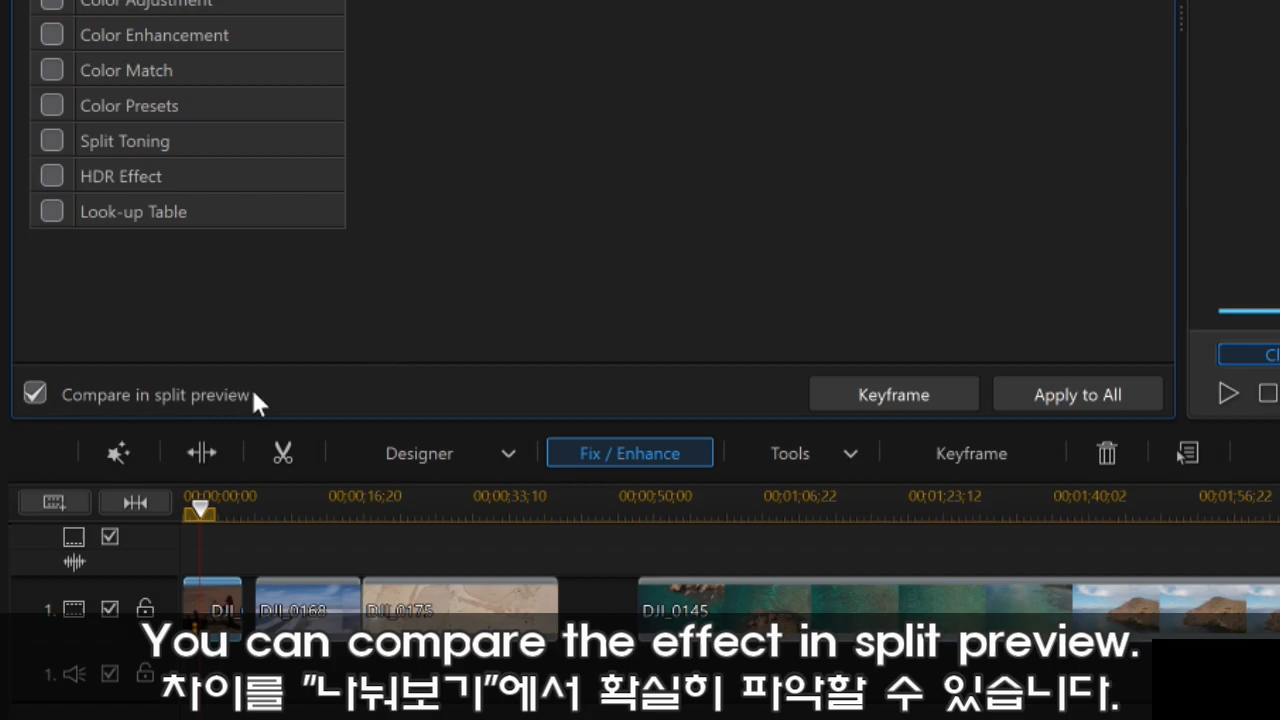 Color Adjustment
Color Enhancement
Color Match
Color Presets
Split Toning
HDR Effect
Look-up Table
Compare in split preview
Keyframe
Apply to All
Designer
Fix / Enhance
Tools
Keyframe
00;00;00;00 00;00;16;20 00;00;33;10 00;00;50;00 00;01;06;22 00;01;23;12 00;01;40;02 00;01;56;22
1. DJI_0168 DJI_0175 DJI_0145
1.
You can compare the effect in split preview.
차이를 "나눠보기"에서 확실히 파악할 수 있습니다.